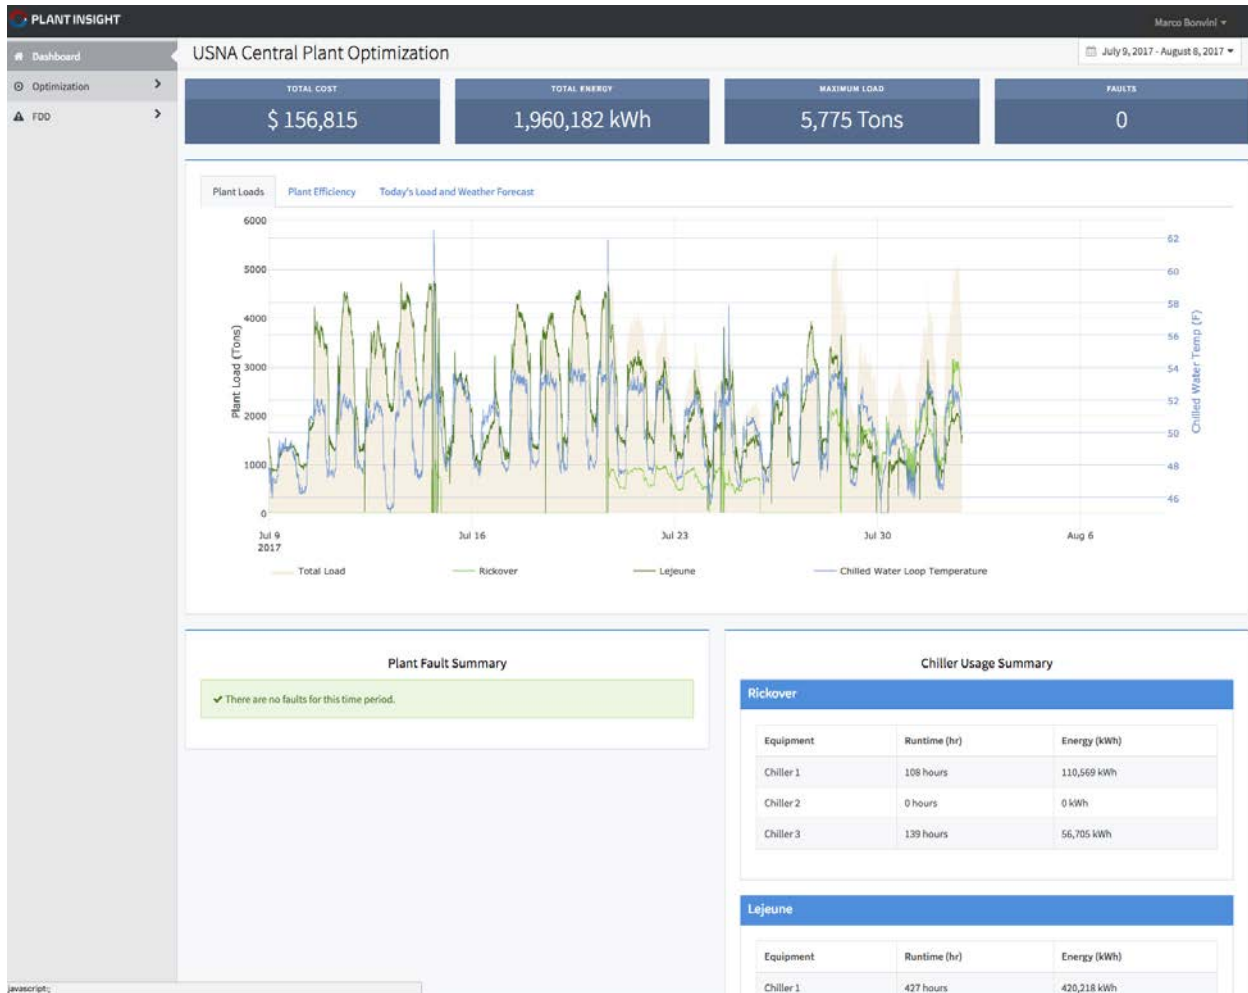 PLANT INSIGHT
Marco Bonvini
Dashboard
Optimization
FDD
USNA Central Plant Optimization
July 9, 2017 - August 8, 2017
TOTAL COST
$ 156,815
TOTAL ENERGY
1,960,182 kWh
MAXIMUM LOAD
5,775 Tons
FAULTS
0
Plant Loads Plant Efficiency Today's Load and Weather Forecast
Plant Load (Tons)
6000
5000
4000
3000
2000
1000
0
Chilled Water Temp (F)
62
60
58
56
54
52
50
48
46
Jul 9 Jul 16 Jul 23 Jul 30 Aug 6
2017
Total Load Rickover Lejeune Chilled Water Loop Temperature
Plant Fault Summary
There are no faults for this time period.
Chiller Usage Summary
Rickover
Equipment Runtime (hr) Energy (kWh)
Chiller 1 108 hours 110,569 kWh
Chiller 2 0 hours 0 kWh
Chiller 3 139 hours 56,705 kWh
Lejeune
Equipment Runtime (hr) Energy (kWh)
Chiller 1 427 hours 420,218 kWh
javascript:;